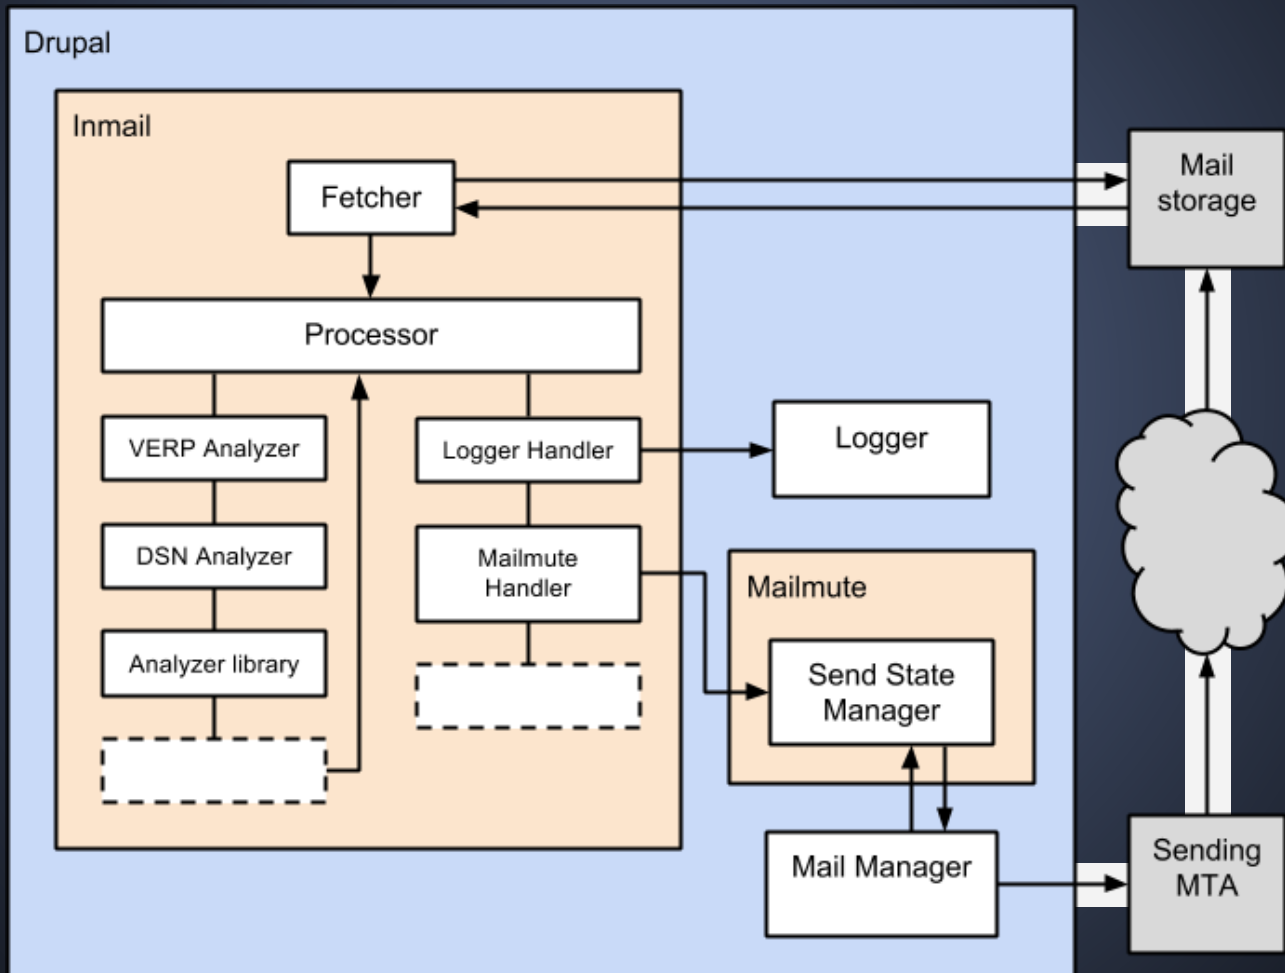 Drupal
Inmail
Fetcher
Mail
storage
Processor
VERP Analyzer
Logger Handler
Logger
DSN Analyzer
Mailmute
Handler
Mailmute
Analyzer library
Send State
Manager
Mail Manager
Sending
MTA